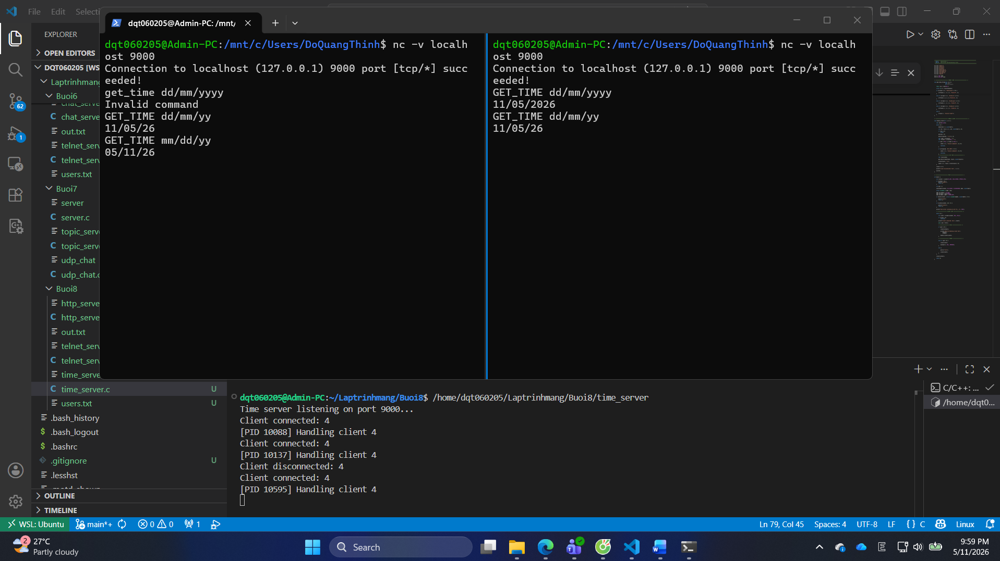 File
Edit
dqt060205@Admin-PC: /mnt/
EXPLORER
OPEN EDITORS
DQT060205 [WS
Laptrinhmang
Buoi6
chat_serve
out.txt
telnet_serv
telnet_serv
users.txt
Buoi7
server
server.c
topic_serv
topic_serv
udp_chat
udp_chat.c
Buoi8
http_serve
http_serve
out.txt
telnet_serv
telnet_serv
time_serve
time_server.c U
users.txt U
.bash_history
.bash_logout
.bashrc
.gitignore U
.lesshst
OUTLINE
TIMELINE
62
1
dqt060205@Admin-PC:/mnt/c/Users/DoQuangThinh$ nc -v localh
ost 9000
Connection to localhost (127.0.0.1) 9000 port [tcp/*] succ
eeded!
get_time dd/mm/yyyy
Invalid command
GET_TIME dd/mm/yy
11/05/26
GET_TIME mm/dd/yy
05/11/26
dqt060205@Admin-PC:/mnt/c/Users/DoQuangThinh$ nc -v localh
ost 9000
Connection to localhost (127.0.0.1) 9000 port [tcp/*] succ
eeded!
GET_TIME dd/mm/yyyy
11/05/2026
GET_TIME dd/mm/yy
11/05/26
dqt060205@Admin-PC:~/Laptrinhmang/Buoi8$ /home/dqt060205/Laptrinhmang/Buoi8/time_server
Time server listening on port 9000...
Client connected: 4
[PID 10088] Handling client 4
Client connected: 4
[PID 10137] Handling client 4
Client disconnected: 4
Client connected: 4
[PID 10595] Handling client 4
C/C++: ...
/home/dqt0...
WSL: Ubuntu
main*+
0
0
1
Ln 79, Col 45
Spaces: 4
UTF-8
LF
{ } C
Linux
2
27°C
Partly cloudy
Search
E
9:59 PM
5/11/2026